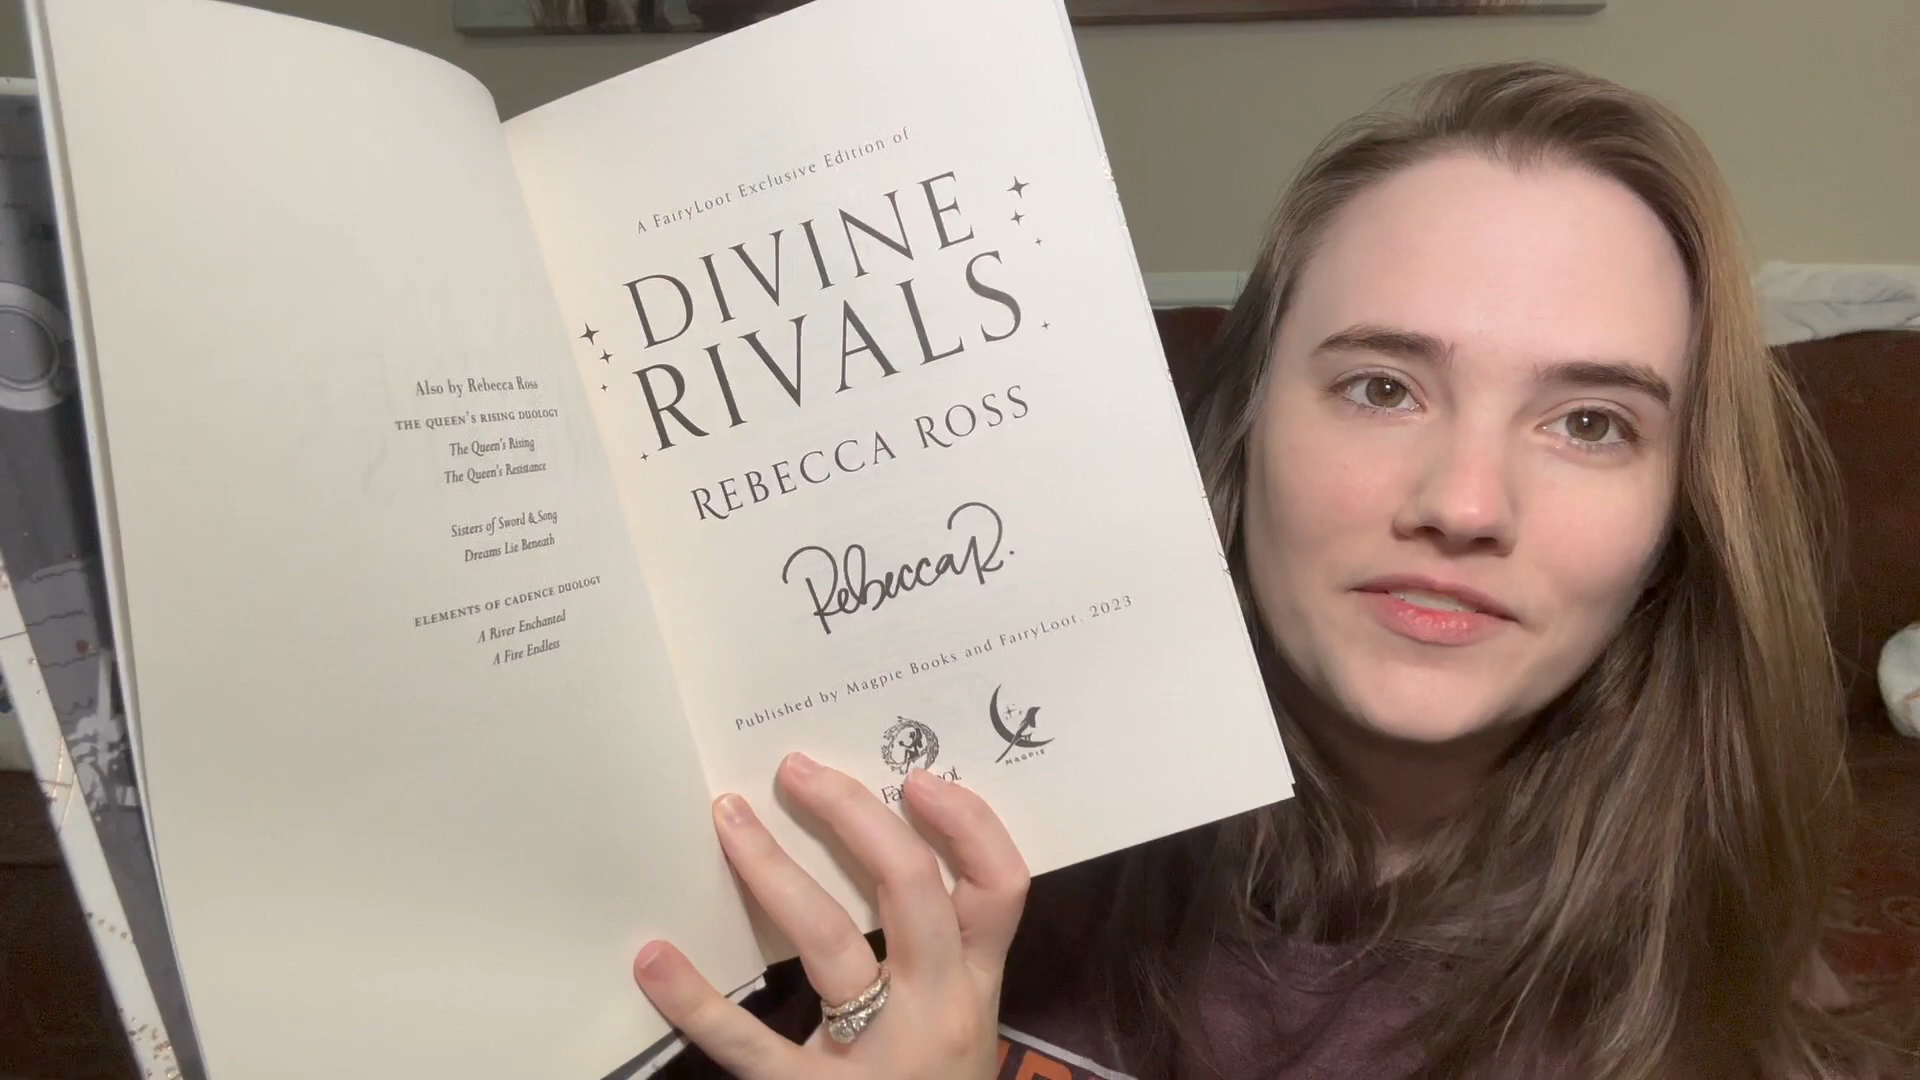 Also by Rebecca Ross
THE QUEEN'S RISING DUOLOGY
The Queen's Rising
The Queen's Resistance
Sisters of Sword & Song
Dreams Lie Beneath
ELEMENTS OF CADENCE DUOLOGY
A River Enchanted
A Fire Endless
A FairyLoot Exclusive Edition of
DIVINE
RIVALS
REBECCA ROSS
Rebecca R.
Published by Magpie Books and FairyLoot, 2023
MAGPIE